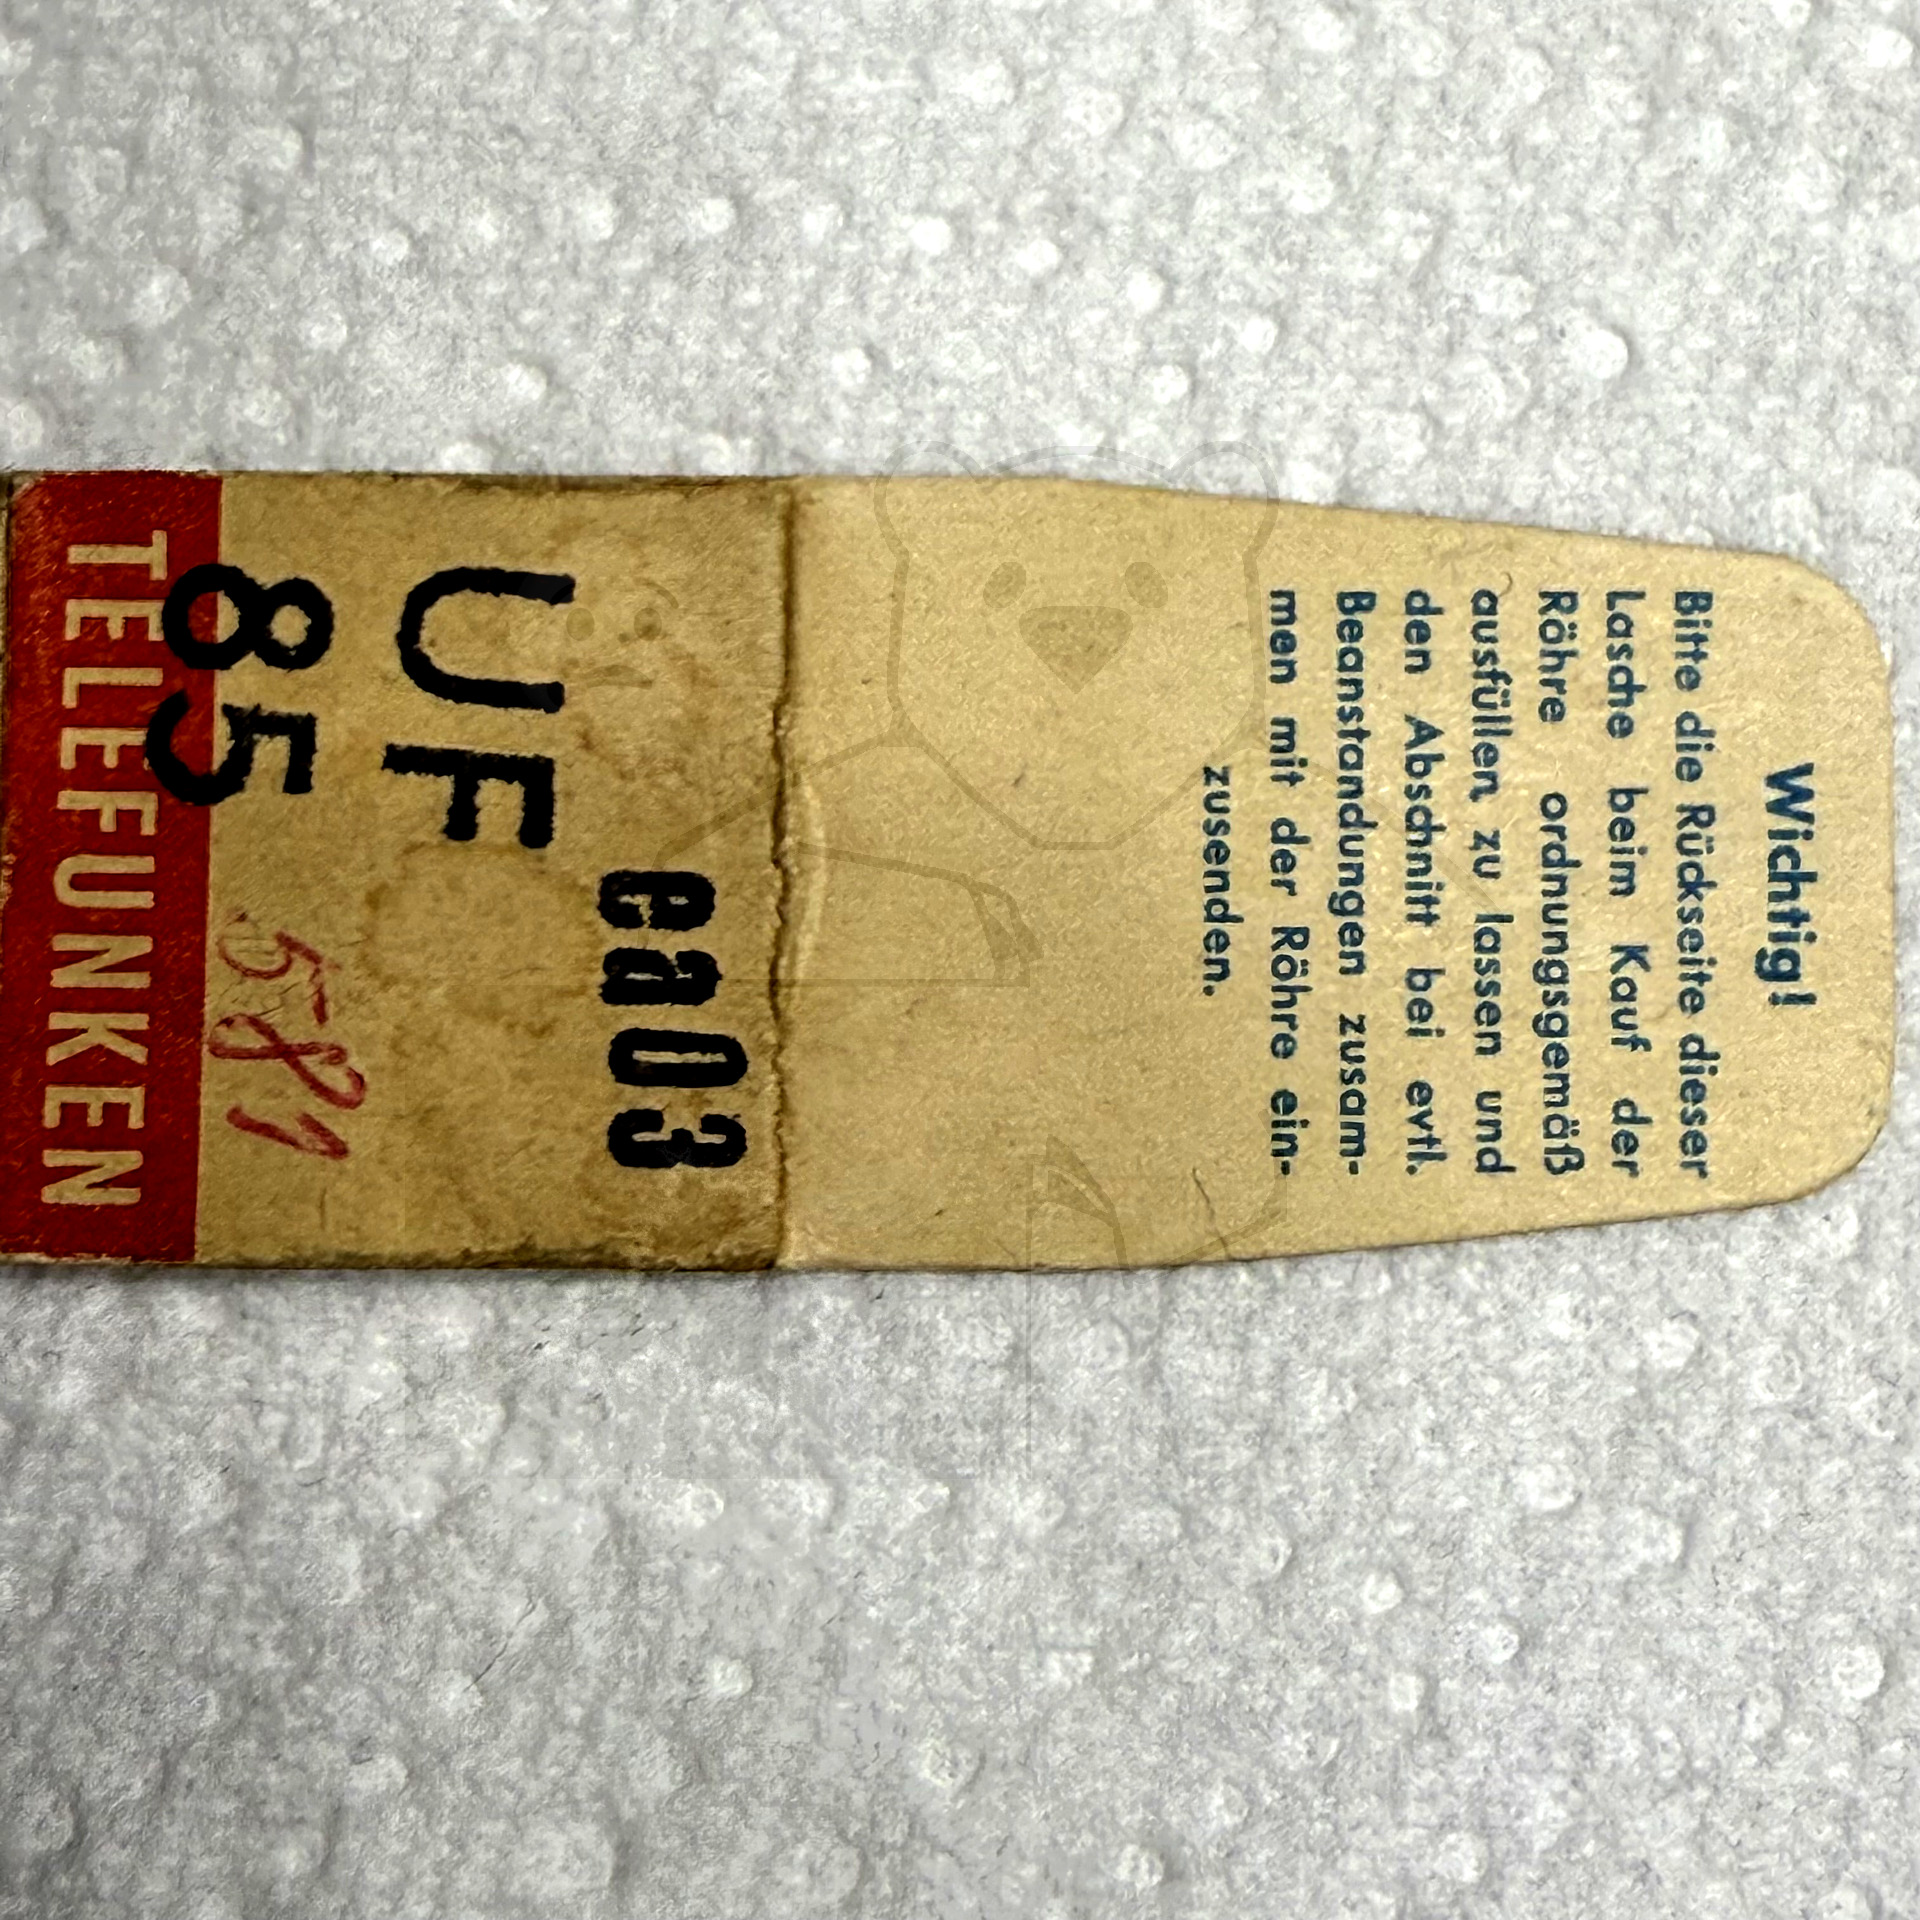 Wichtig!
Bitte die Rückseite dieser
Lasche beim Kauf der
Röhre ordnungsgemäß
ausfüllen zu lassen und
den Abschnitt bei evtl.
Beanstandungen zusam-
men mit der Röhre ein-
zusenden.
ea03
UF
85
581
TELEFUNKEN